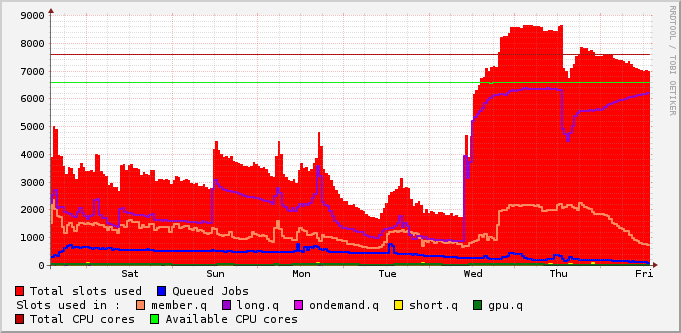 9000
8000
7000
6000
5000
4000
3000
2000
1000
0
Sat Sun Mon Tue Wed Thu Fri
RRDTOOL / TOBI OETIKER
Total slots used Queued Jobs
Slots used in : member.q long.q ondemand.q short.q gpu.q
Total CPU cores Available CPU cores